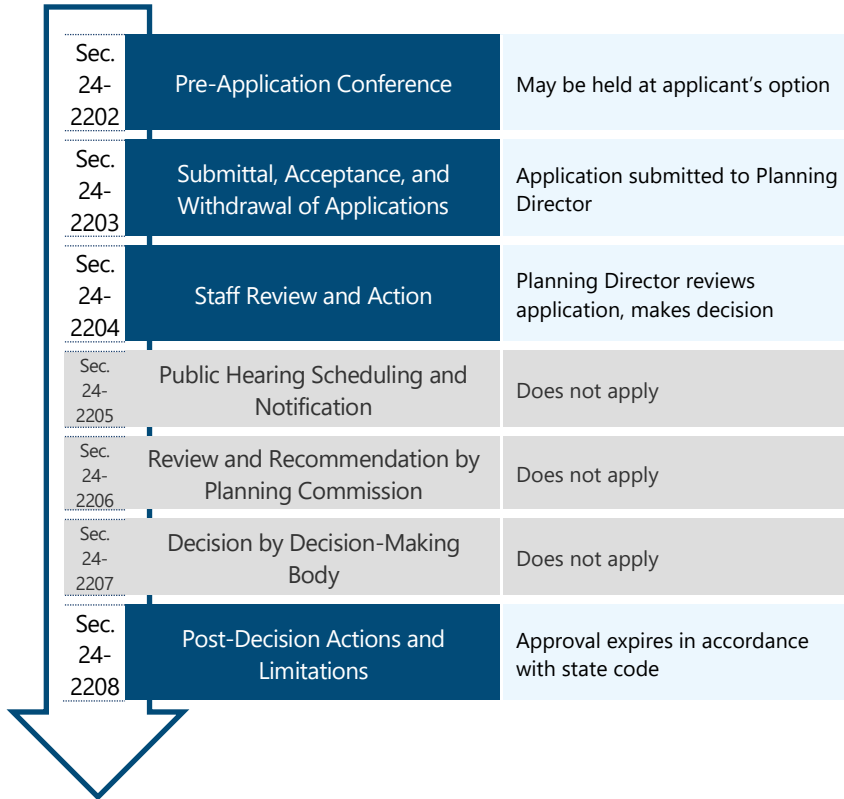 Sec.
24-
2202
Pre-Application Conference
May be held at applicant’s option
Sec.
24-
2203
Submittal, Acceptance, and
Withdrawal of Applications
Application submitted to Planning
Director
Sec.
24-
2204
Staff Review and Action
Planning Director reviews
application, makes decision
Sec.
24-
2205
Public Hearing Scheduling and
Notification
Does not apply
Sec.
24-
2206
Review and Recommendation by
Planning Commission
Does not apply
Sec.
24-
2207
Decision by Decision-Making
Body
Does not apply
Sec.
24-
2208
Post-Decision Actions and
Limitations
Approval expires in accordance
with state code